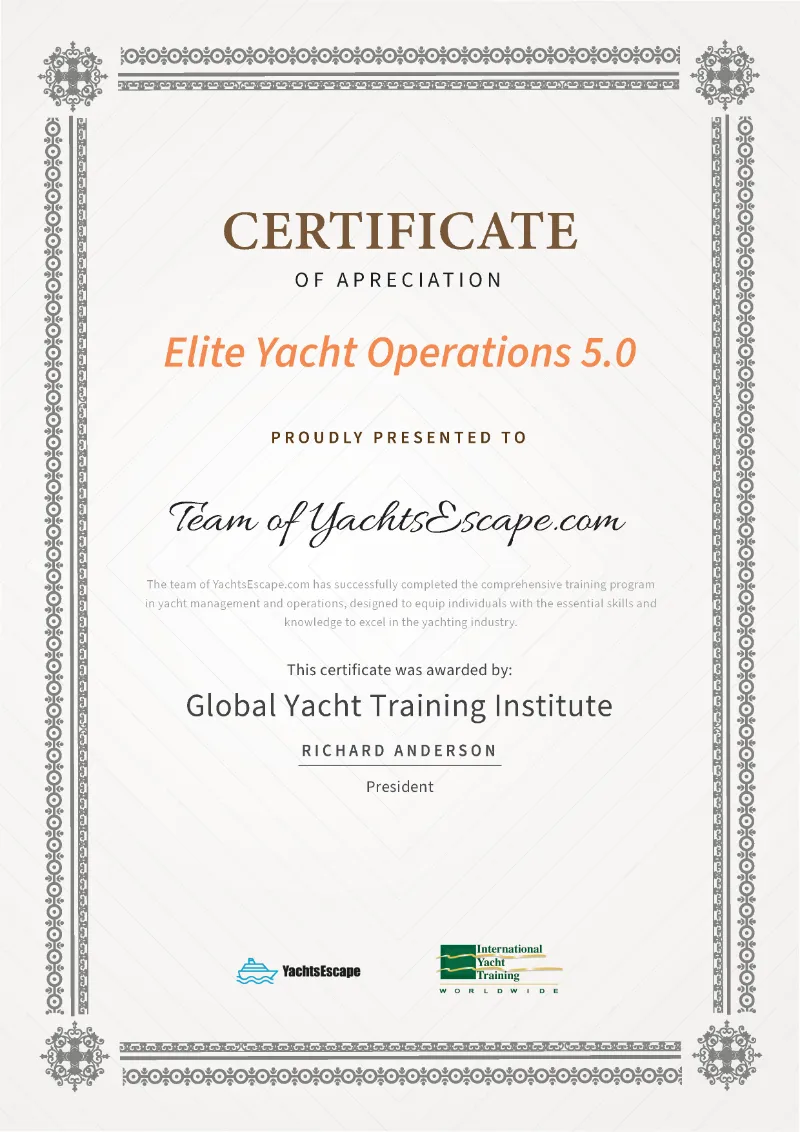 CERTIFICATE
OF APRECIATION
Elite Yacht Operations 5.0
PROUDLY PRESENTED TO
Team of YachtsEscape.com
The team of YachtsEscape.com has successfully completed the comprehensive training program
in yacht management and operations, designed to equip individuals with the essential skills and
knowledge to excel in the yachting industry.
This certificate was awarded by:
Global Yacht Training Institute
RICHARD ANDERSON
President
YachtsEscape
International
Yacht
Training
WORLDWIDE